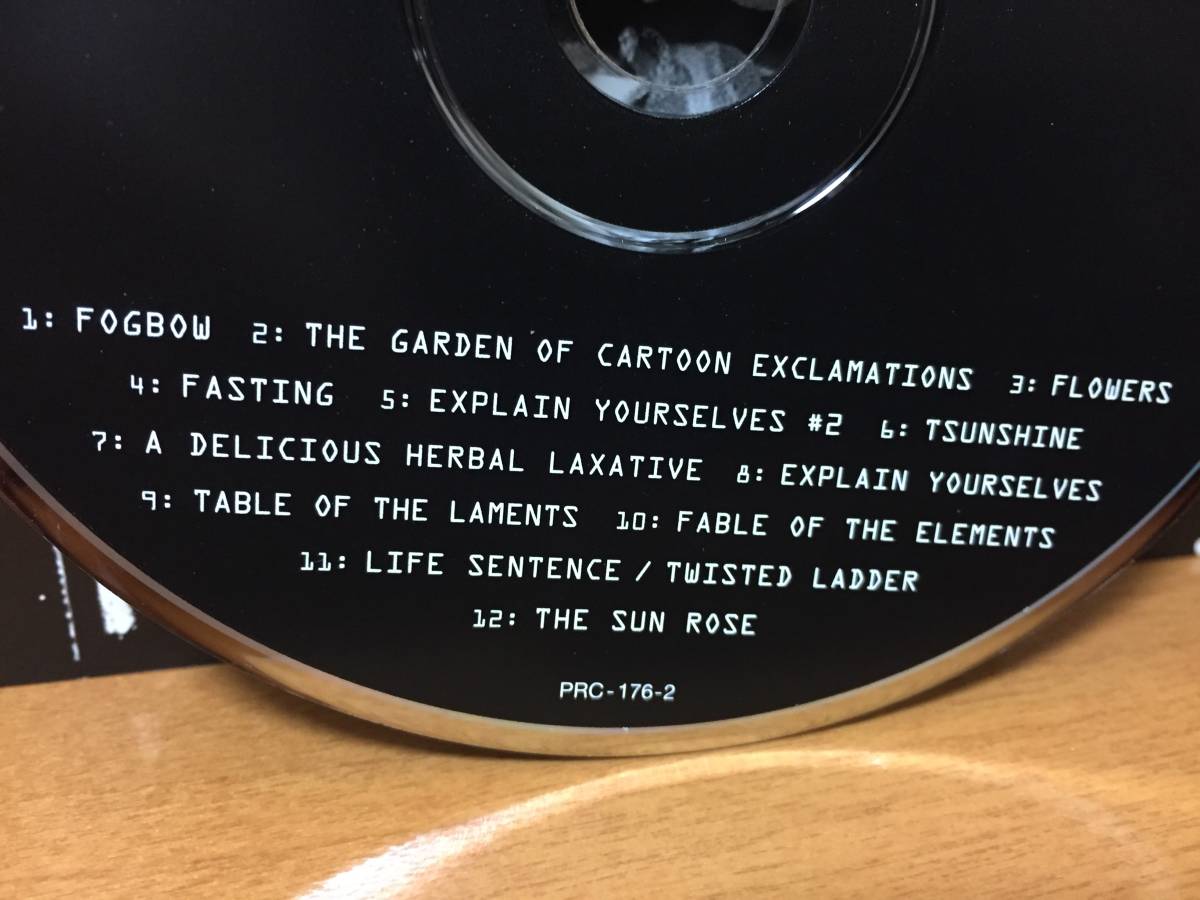 1: FOGBOW 2: THE GARDEN OF CARTOON EXCLAMATIONS 3: FLOWERS
4: FASTING 5: EXPLAIN YOURSELVES #2 6: TSUNSHINE
7: A DELICIOUS HERBAL LAXATIVE 8: EXPLAIN YOURSELVES
9: TABLE OF THE LAMENTS 10: FABLE OF THE ELEMENTS
11: LIFE SENTENCE / TWISTED LADDER
12: THE SUN ROSE
PRC-176-2